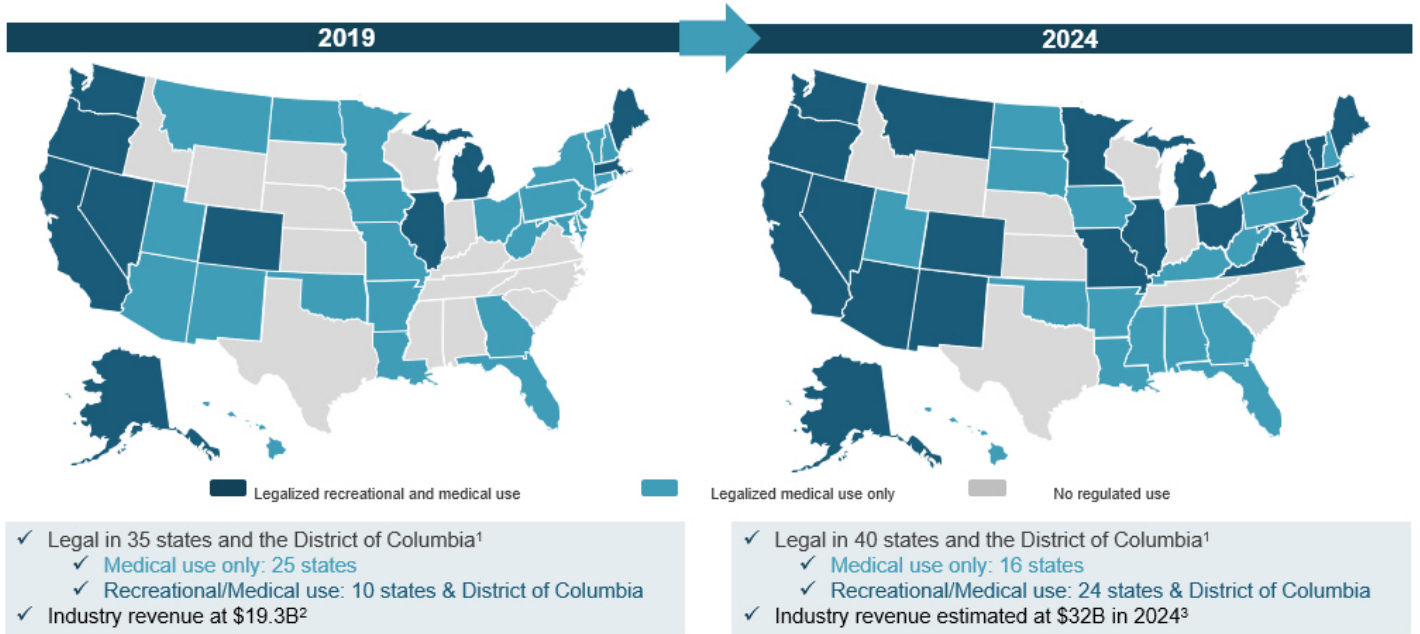 2019
2024
Legalized recreational and medical use
Legalized medical use only
No regulated use
✓ Legal in 35 states and the District of Columbia¹
✓ Medical use only: 25 states
✓ Recreational/Medical use: 10 states & District of Columbia
✓ Industry revenue at $19.3B²
✓ Legal in 40 states and the District of Columbia¹
✓ Medical use only: 16 states
✓ Recreational/Medical use: 24 states & District of Columbia
✓ Industry revenue estimated at $32B in 2024³